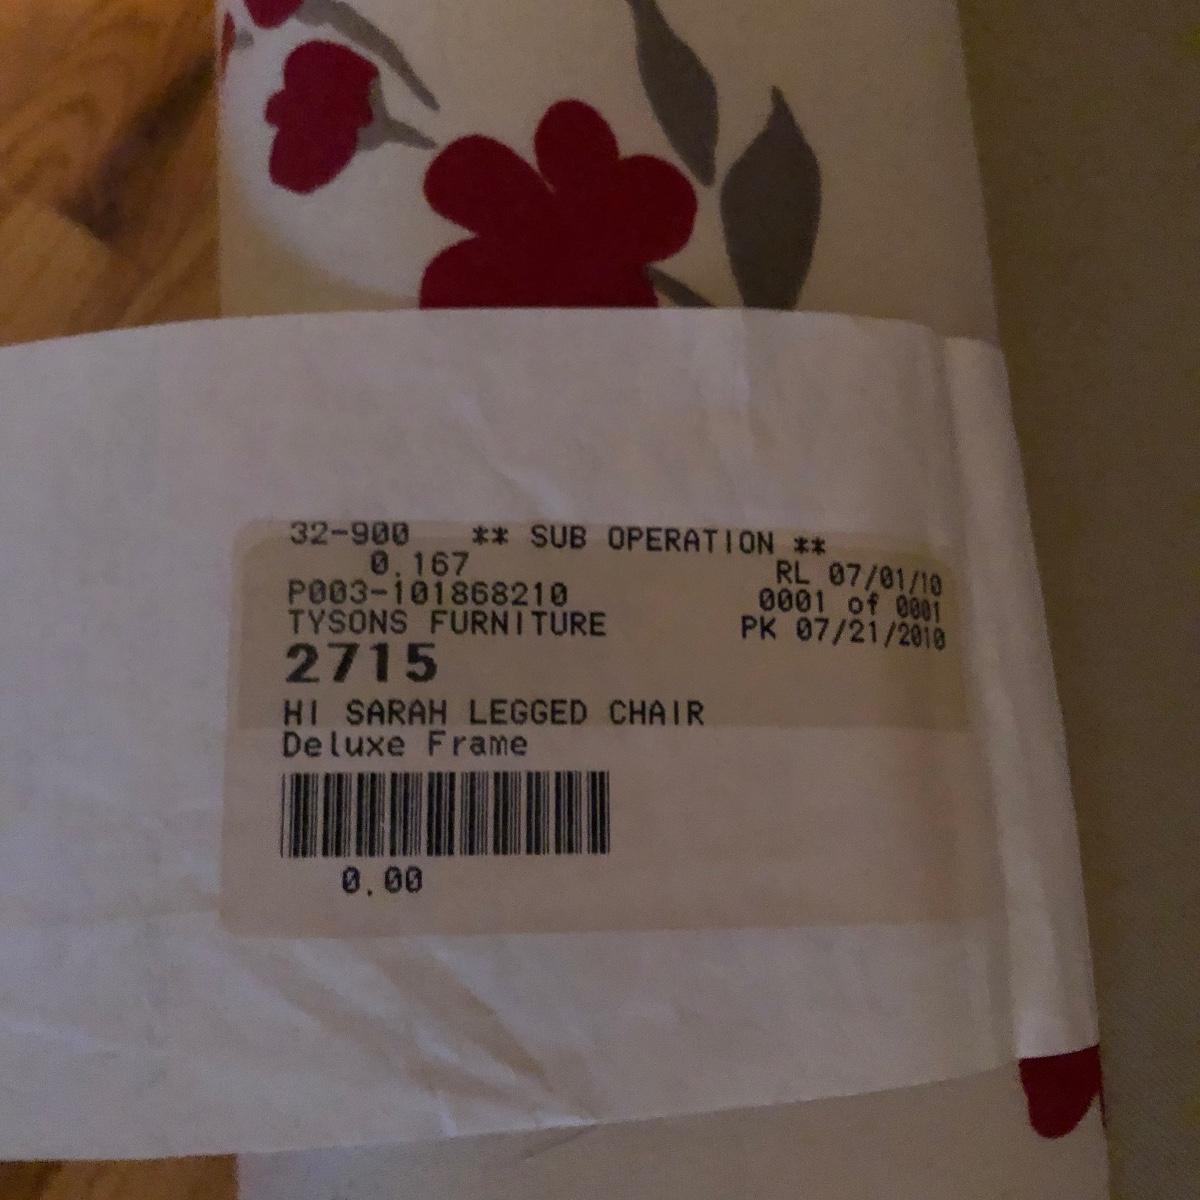 32-900 ** SUB OPERATION **
0.167 RL 07/01/10
P003-101868210 0001 of 0001
TYSONS FURNITURE PK 07/21/2010
2715
HI SARAH LEGGED CHAIR
Deluxe Frame
0.00